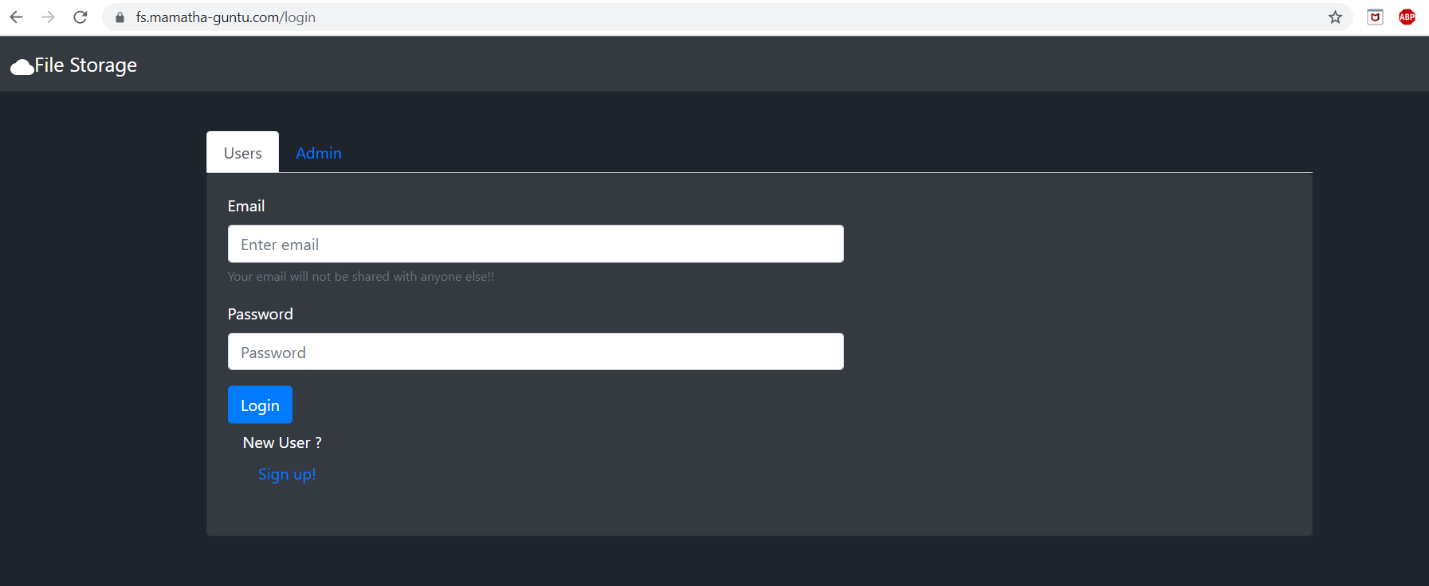 fs.mamatha-guntu.com/login
ABP
File Storage
Users Admin
Email
Enter email
Your email will not be shared with anyone else!!
Password
Password
Login
New User ?
Sign up!